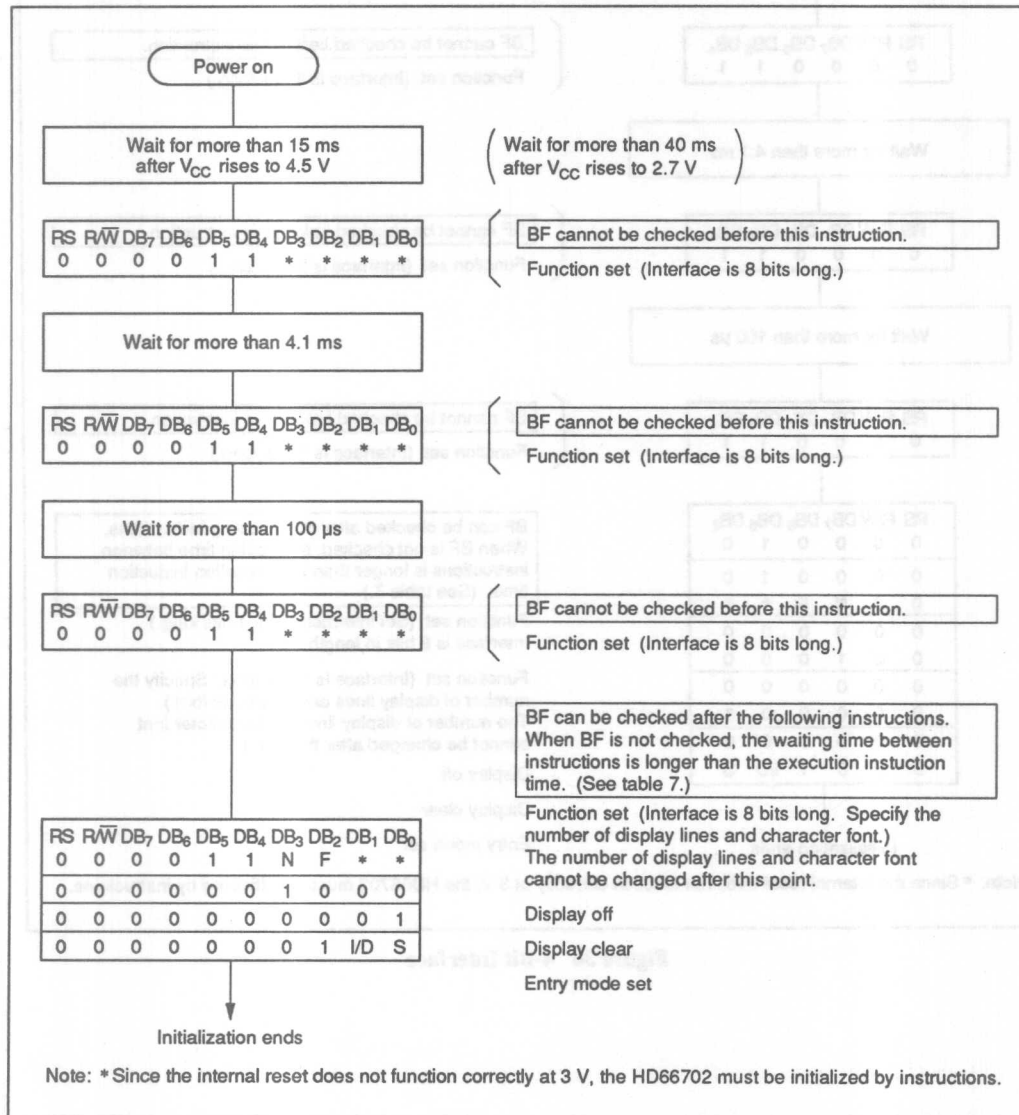 Power on
Wait for more than 15 ms
after VCC rises to 4.5 V
Wait for more than 40 ms
after VCC rises to 2.7 V
RS R/W̅ DB7 DB6 DB5 DB4 DB3 DB2 DB1 DB0
0 0 0 0 1 1 * * * *
BF cannot be checked before this instruction.
Function set (Interface is 8 bits long.)
Wait for more than 4.1 ms
RS R/W̅ DB7 DB6 DB5 DB4 DB3 DB2 DB1 DB0
0 0 0 0 1 1 * * * *
BF cannot be checked before this instruction.
Function set (Interface is 8 bits long.)
Wait for more than 100 µs
RS R/W̅ DB7 DB6 DB5 DB4 DB3 DB2 DB1 DB0
0 0 0 0 1 1 * * * *
BF cannot be checked before this instruction.
Function set (Interface is 8 bits long.)
BF can be checked after the following instructions.
When BF is not checked, the waiting time between
instructions is longer than the execution instuction
time. (See table 7.)
Function set (Interface is 8 bits long. Specify the
number of display lines and character font.)
The number of display lines and character font
cannot be changed after this point.
Display off
Display clear
Entry mode set
RS R/W̅ DB7 DB6 DB5 DB4 DB3 DB2 DB1 DB0
0 0 0 0 1 1 N F * *
0 0 0 0 0 0 1 0 0 0
0 0 0 0 0 0 0 0 0 1
0 0 0 0 0 0 0 1 I/D S
Initialization ends
Note: * Since the internal reset does not function correctly at 3 V, the HD66702 must be initialized by instructions.